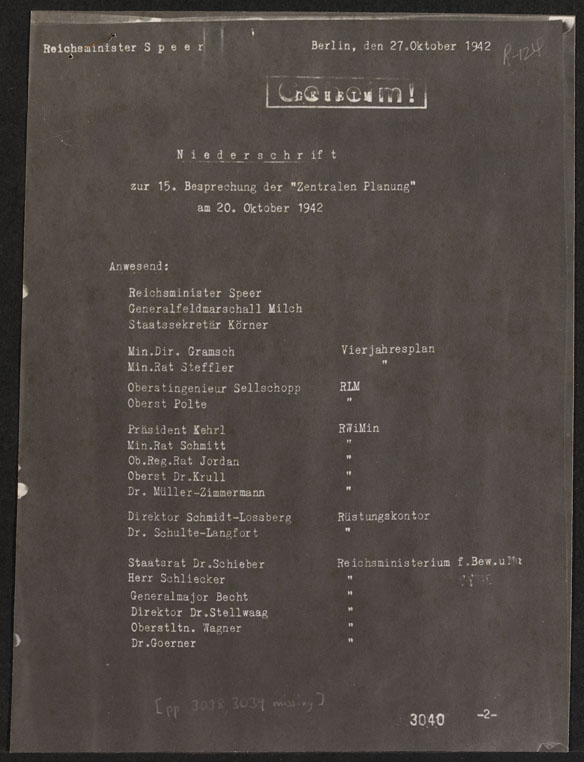 Reichsminister S p e e r
Berlin, den 27.Oktober 1942
R-124
Geheim!
GEHEIM
N i e d e r s c h r i f t
zur 15. Besprechung der "Zentralen Planung"
am 20. Oktober 1942
Anwesend:
Reichsminister Speer
Generalfeldmarschall Milch
Staatssekretär Körner
Min.Dir. Gramsch Vierjahresplan
Min.Rat Steffler "
Oberstingenieur Sellschopp RLM
Oberst Polte "
Präsident Kehrl RWiMin
Min.Rat Schmitt "
Ob.Reg.Rat Jordan "
Oberst Dr.Krull "
Dr. Müller-Zimmermann "
Direktor Schmidt-Lossberg Rüstungskontor
Dr. Schulte-Langfort "
Staatsrat Dr.Schieber Reichsministerium f.Bew.u.Mu
Herr Schliecker "
Generalmajor Becht "
Direktor Dr.Stellwaag "
Oberstltn. Wagner "
Dr.Goerner "
[pp 3038, 3039 missing]
3040 -2-